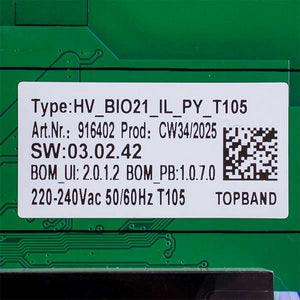 Type:HV_BIO21_IL_PY_T105
Art.Nr.: 916402 Prod: CW34/2025
SW:03.02.42
BOM_UI: 2.0.1.2 BOM_PB:1.0.7.0
220-240Vac 50/60Hz T105 TOPBAND